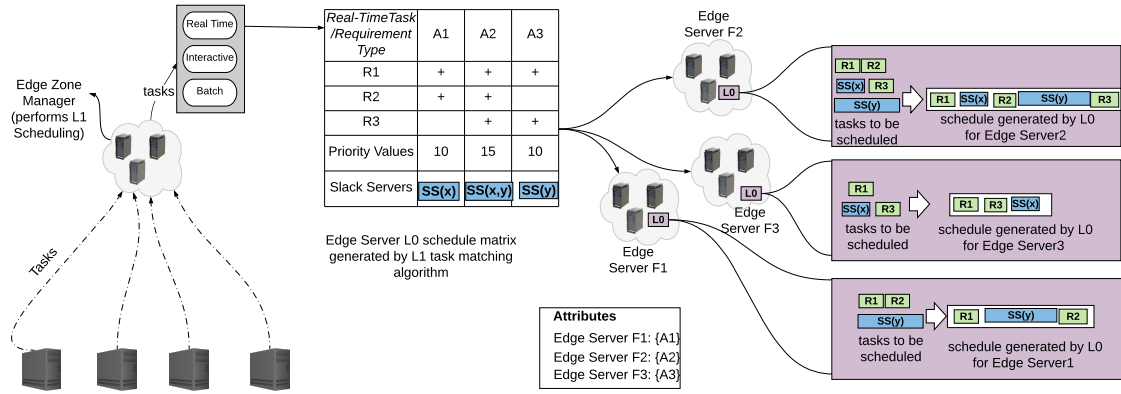 Real Time
Interactive
Batch
tasks
Edge Zone
Manager
(performs L1
Scheduling)
Tasks
Real-TimeTask
/Requirement
Type
A1 A2 A3
R1 + + +
R2 + +
R3 + +
Priority Values 10 15 10
Slack Servers SS(x) SS(x,y) SS(y)
Edge Server L0 schedule matrix
generated by L1 task matching
algorithm
Edge
Server F2
L0
Edge
Server F3
L0
Edge
Server F1
L0
R1 R2
SS(x) R3
SS(y)
tasks to be
scheduled
R1 SS(x) R2 SS(y) R3
schedule generated by L0
for Edge Server2
R1
SS(x) R3
tasks to be
scheduled
R1 R3 SS(x)
schedule generated by L0
for Edge Server3
R1 R2
SS(y)
tasks to be
scheduled
R1 SS(y) R2
schedule generated by L0
for Edge Server1
Attributes
Edge Server F1: {A1}
Edge Server F2: {A2}
Edge Server F3: {A3}